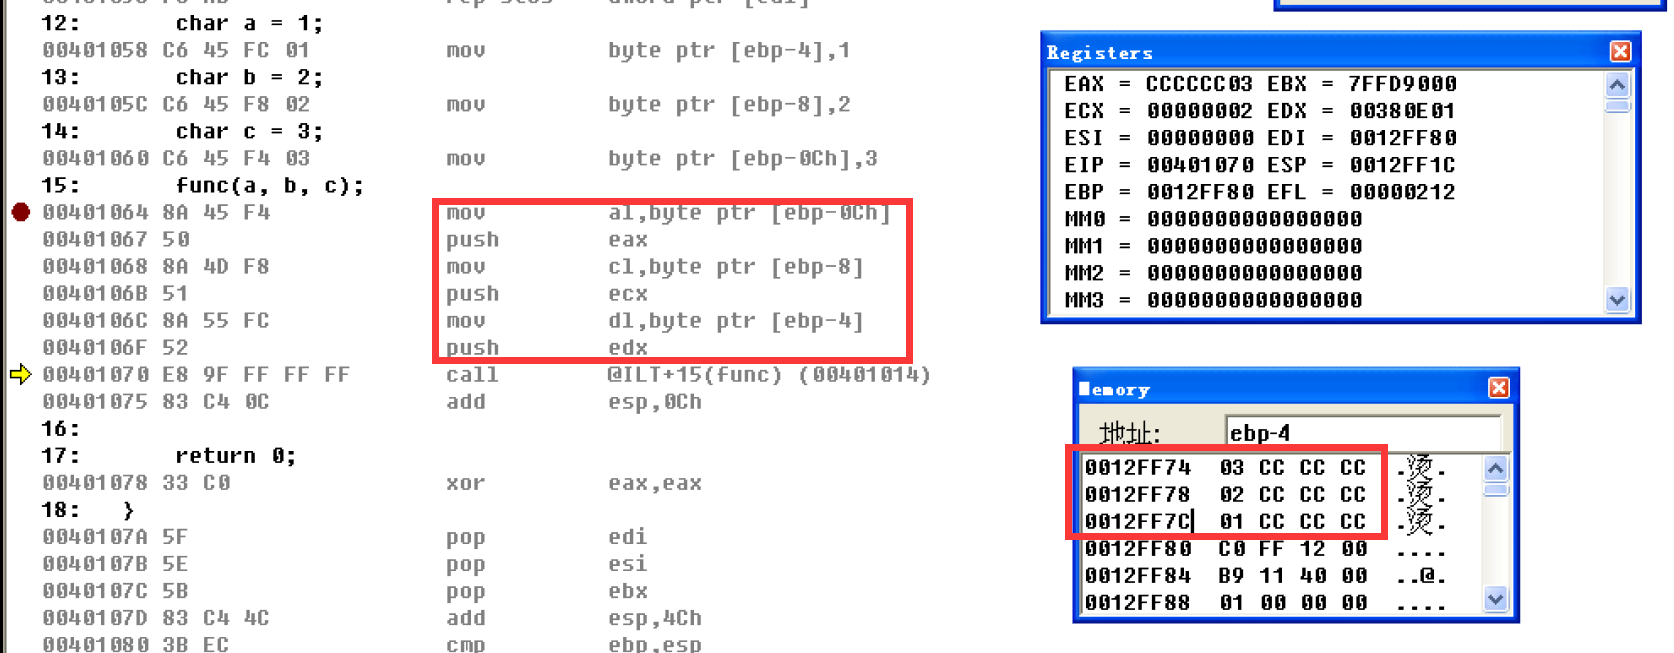 12:      char a = 1;
00401058 C6 45 FC 01          mov         byte ptr [ebp-4],1
13:      char b = 2;
0040105C C6 45 F8 02          mov         byte ptr [ebp-8],2
14:      char c = 3;
00401060 C6 45 F4 03          mov         byte ptr [ebp-0Ch],3
15:      func(a, b, c);
00401064 8A 45 F4             mov         al,byte ptr [ebp-0Ch]
00401067 50                   push        eax
00401068 8A 4D F8             mov         cl,byte ptr [ebp-8]
0040106B 51                   push        ecx
0040106C 8A 55 FC             mov         dl,byte ptr [ebp-4]
0040106F 52                   push        edx
00401070 E8 9F FF FF FF       call        @ILT+15(func) (00401014)
00401075 83 C4 0C             add         esp,0Ch
16:
17:      return 0;
00401078 33 C0                xor         eax,eax
18:  }
0040107A 5F                   pop         edi
0040107B 5E                   pop         esi
0040107C 5B                   pop         ebx
0040107D 83 C4 4C             add         esp,4Ch
00401080 3B EC                cmp         ebp,esp
Registers
EAX = CCCCCC03 EBX = 7FFD9000
ECX = 00000002 EDX = 00380E01
ESI = 00000000 EDI = 0012FF80
EIP = 00401070 ESP = 0012FF1C
EBP = 0012FF80 EFL = 00000212
MM0 = 0000000000000000
MM1 = 0000000000000000
MM2 = 0000000000000000
MM3 = 0000000000000000
Memory
地址: ebp-4
0012FF74  03 CC CC CC  .烫.
0012FF78  02 CC CC CC  .烫.
0012FF7C  01 CC CC CC  .烫.
0012FF80  C0 FF 12 00  ....
0012FF84  B9 11 40 00  ..@.
0012FF88  01 00 00 00  ....